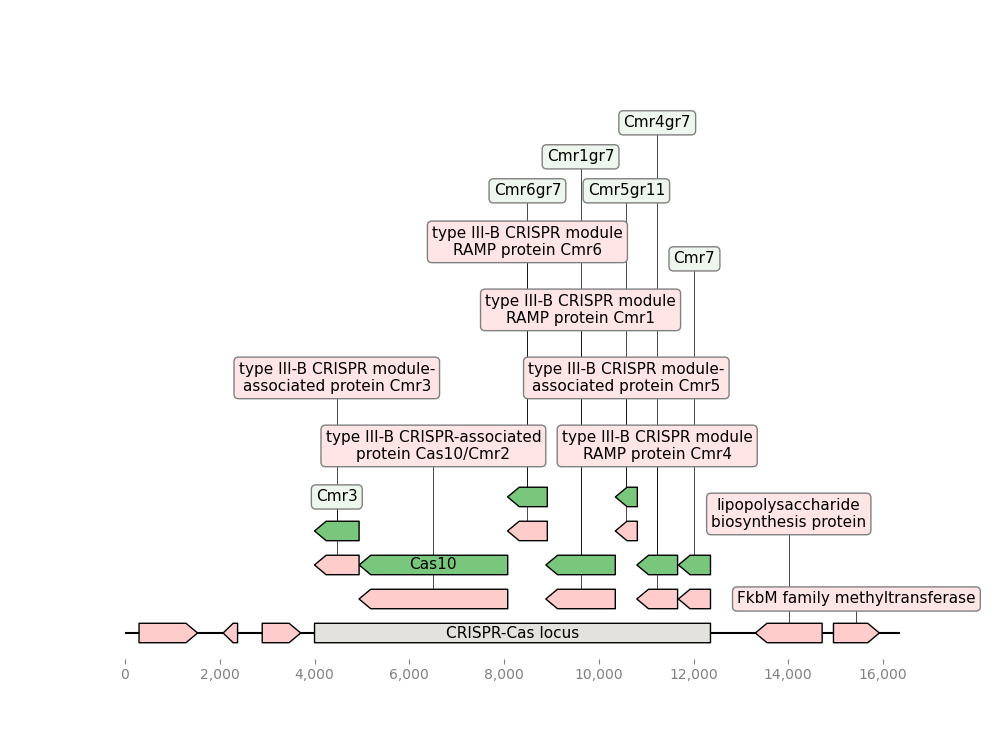 Cmr4gr7
Cmr1gr7
Cmr6gr7
Cmr5gr11
type III-B CRISPR module
RAMP protein Cmr6
Cmr7
type III-B CRISPR module
RAMP protein Cmr1
type III-B CRISPR module-
associated protein Cmr3
type III-B CRISPR module-
associated protein Cmr5
type III-B CRISPR-associated
protein Cas10/Cmr2
type III-B CRISPR module
RAMP protein Cmr4
Cmr3
lipopolysaccharide
biosynthesis protein
Cas10
FkbM family methyltransferase
CRISPR-Cas locus
0 2,000 4,000 6,000 8,000 10,000 12,000 14,000 16,000